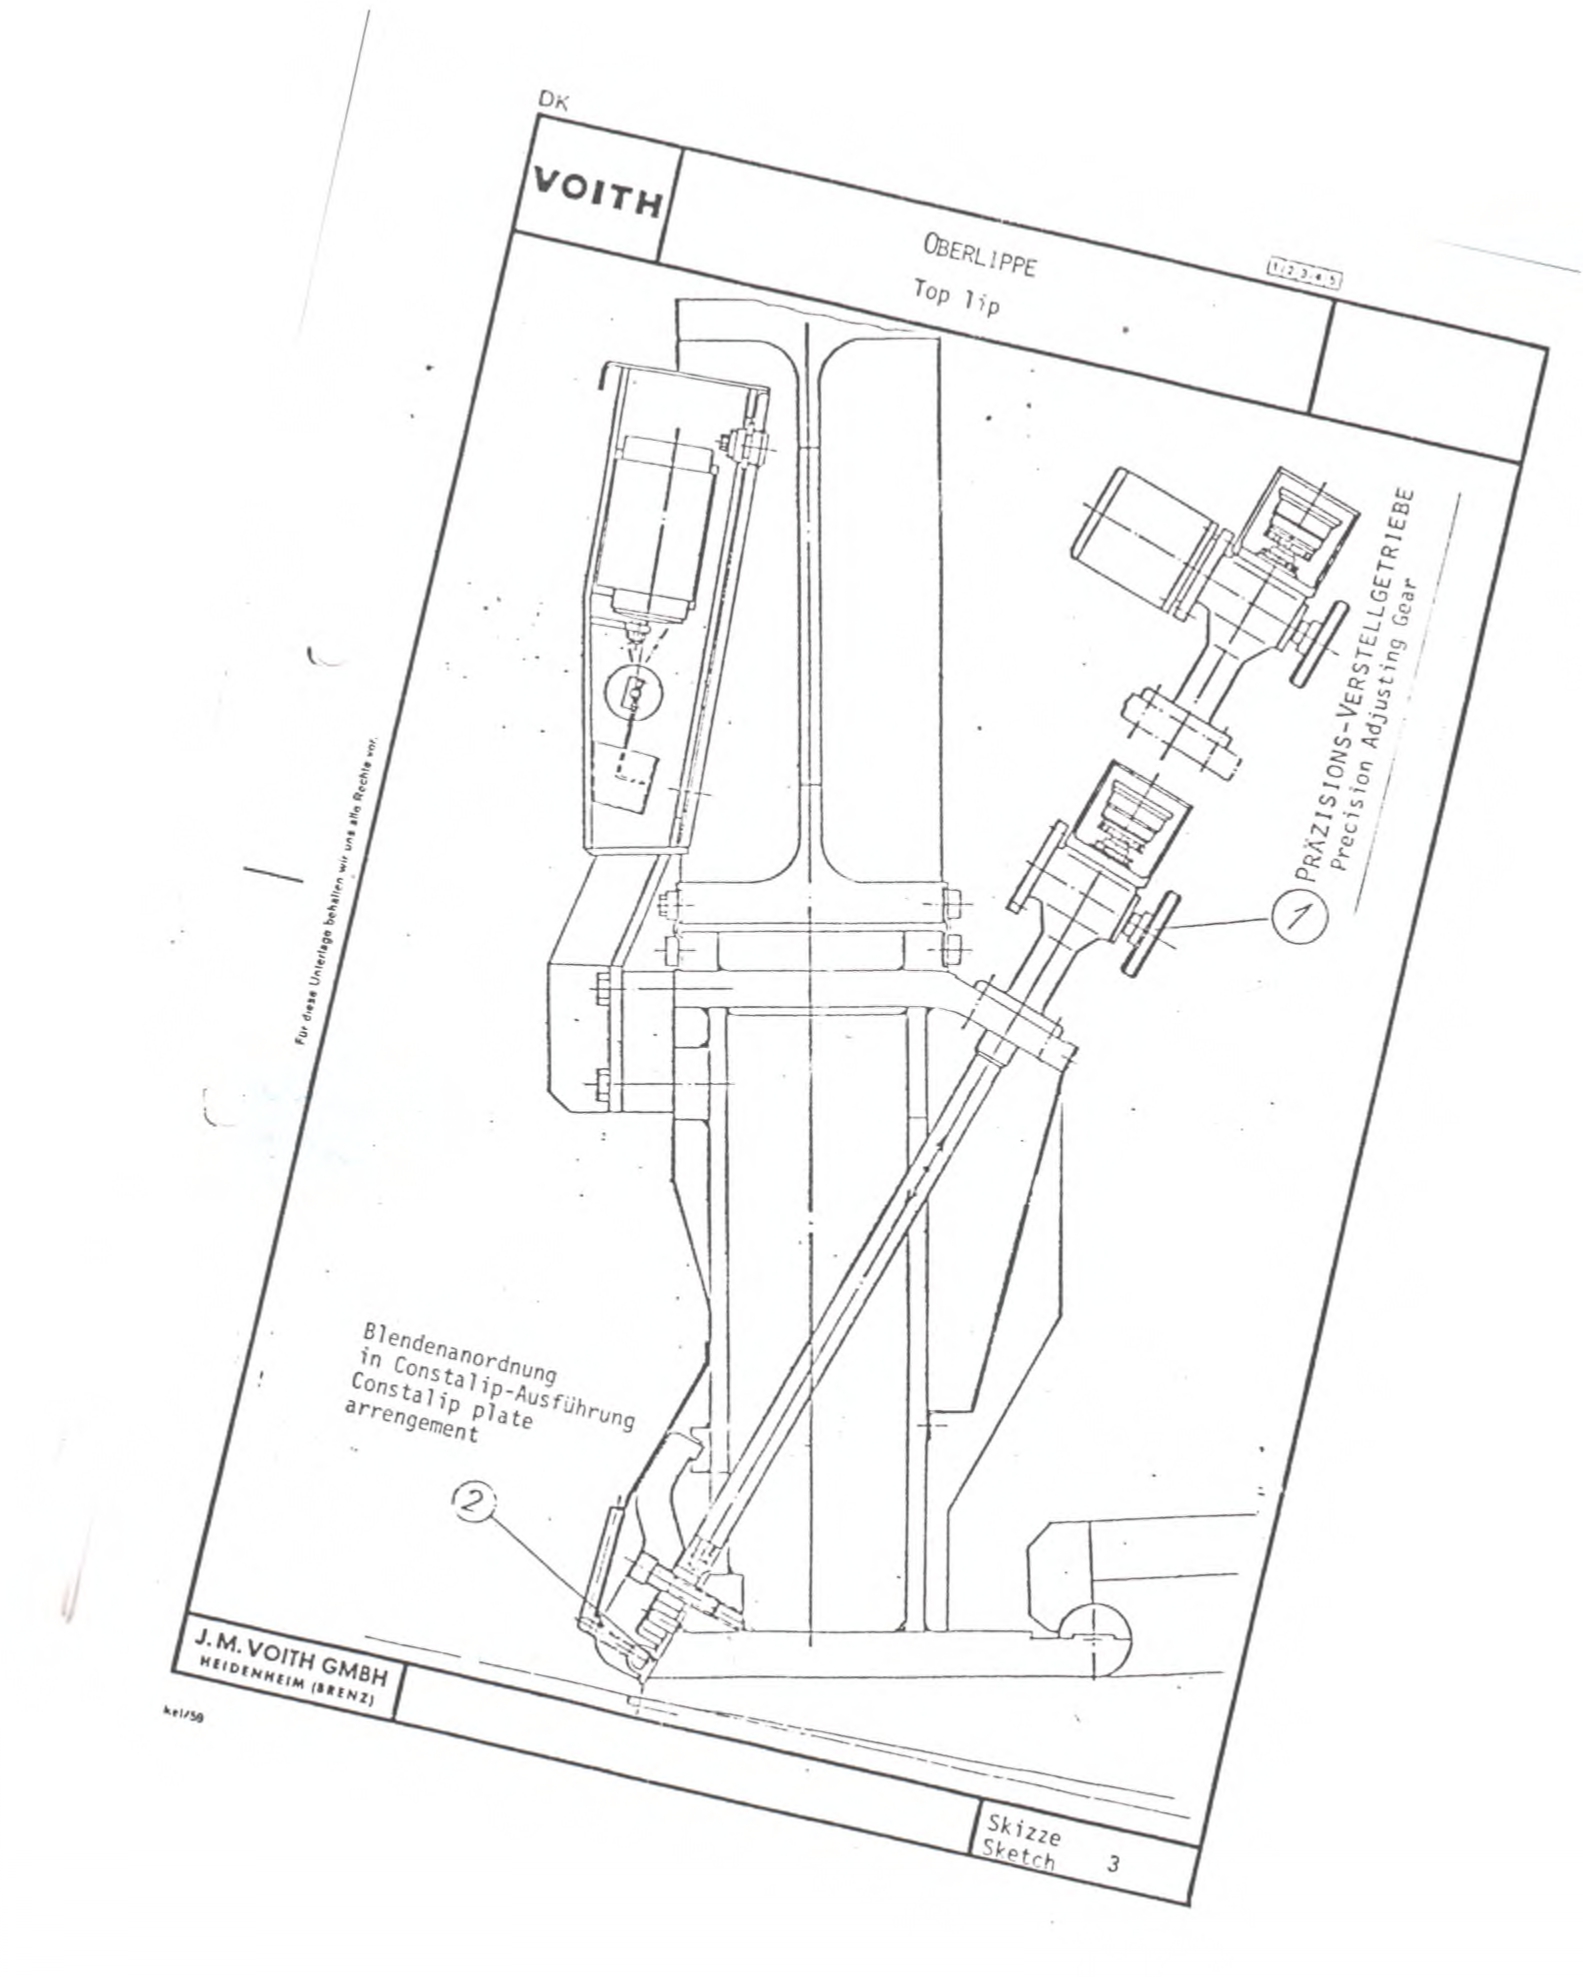 DK
VOITH
OBERLIPPE
Top lip
1 2 3 4 5
PRÄZISIONS-VERSTELLGETRIEBE
Precision Adjusting Gear
1
Für diese Unterlage behalten wir uns alle Rechte vor.
Blendenanordnung
in Constalip-Ausführung
Constalip plate
arrengement
2
J.M. VOITH GMBH
HEIDENHEIM (BRENZ)
kel/59
Skizze
Sketch 3